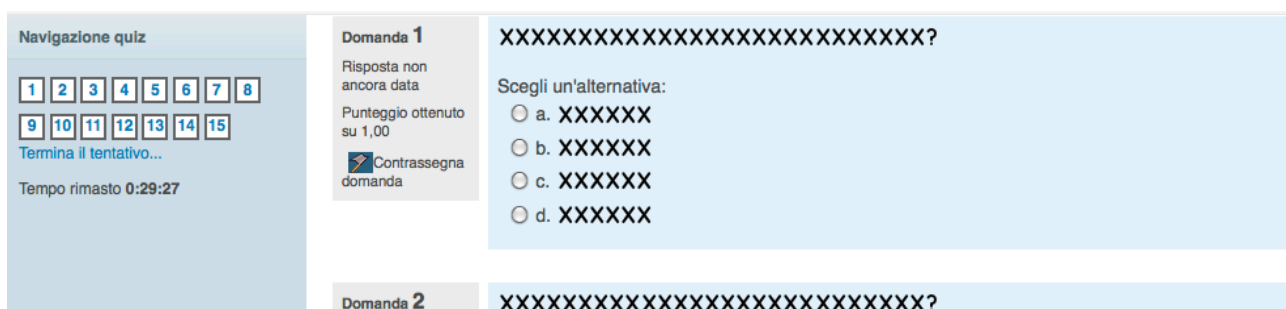 Navigazione quiz
1 2 3 4 5 6 7 8
9 10 11 12 13 14 15
Termina il tentativo...
Tempo rimasto 0:29:27
Domanda 1
Risposta non
ancora data
Punteggio ottenuto
su 1,00
Contrassegna
domanda
XXXXXXXXXXXXXXXXXXXXXXXXXXX?
Scegli un'alternativa:
a. XXXXXX
b. XXXXXX
c. XXXXXX
d. XXXXXX
Domanda 2
XXXXXXXXXXXXXXXXXXXXXXXXXXX?